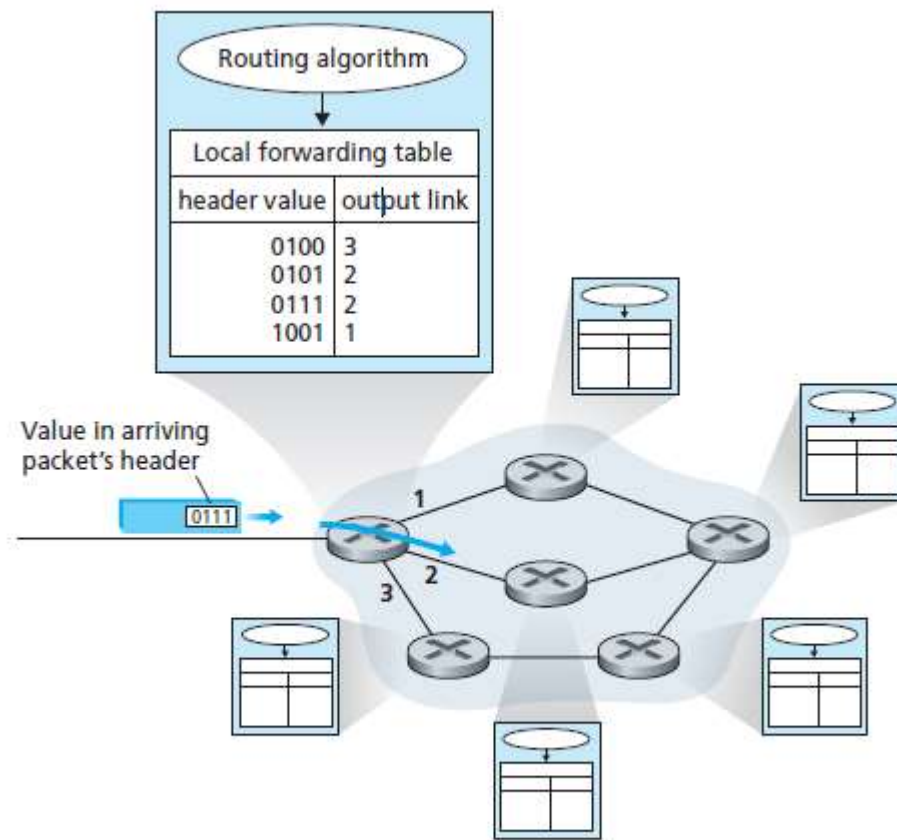 Routing algorithm
Local forwarding table
header value output link
0100 3
0101 2
0111 2
1001 1
Value in arriving
packet's header
0111
1
2
3